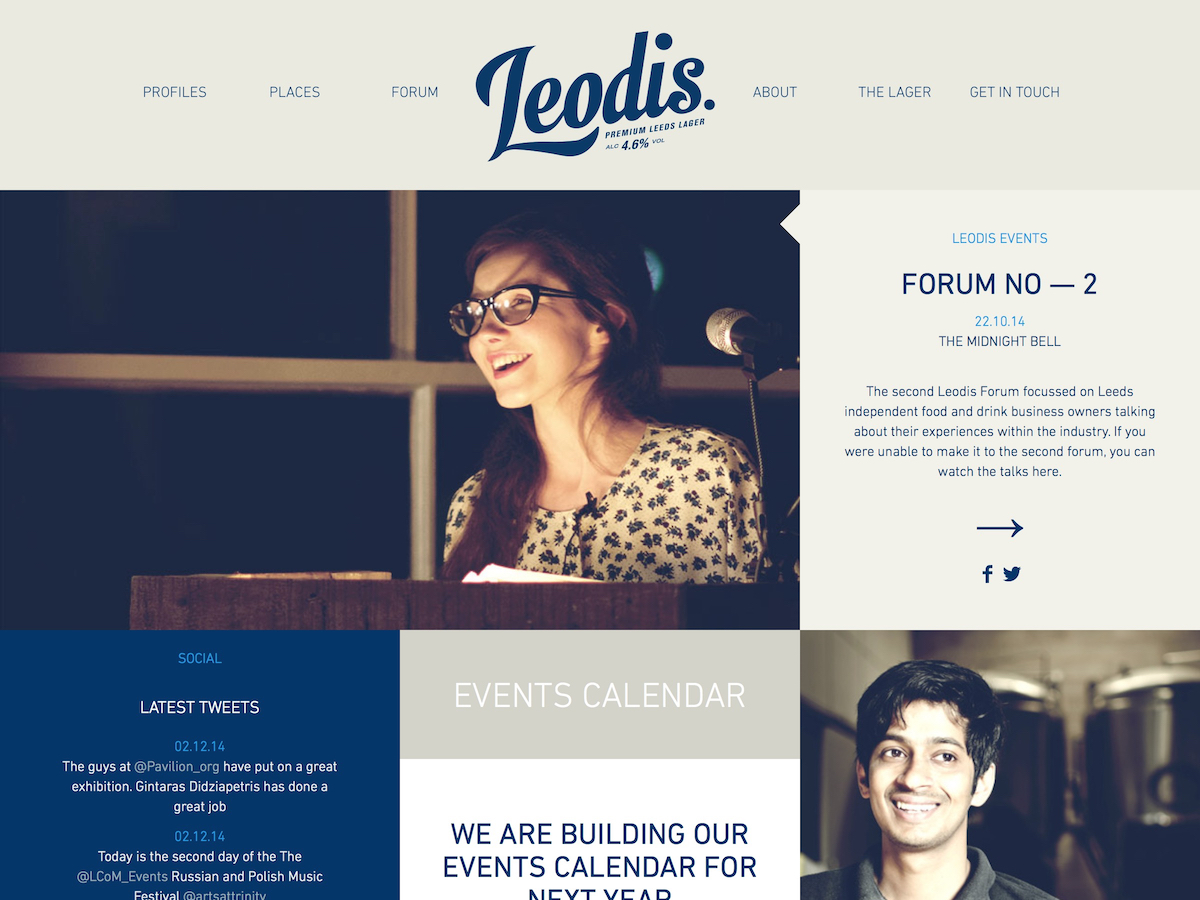 PROFILES
PLACES
FORUM
Leodis.
PREMIUM LEEDS LAGER
ALC 4.6% VOL
ABOUT
THE LAGER
GET IN TOUCH
LEODIS EVENTS
FORUM NO — 2
22.10.14
THE MIDNIGHT BELL
The second Leodis Forum focussed on Leeds
independent food and drink business owners talking
about their experiences within the industry. If you
were unable to make it to the second forum, you can
watch the talks here.
SOCIAL
LATEST TWEETS
02.12.14
The guys at @Pavilion_org have put on a great
exhibition. Gintaras Didziapetris has done a
great job
02.12.14
Today is the second day of the The
@LCoM_Events Russian and Polish Music
Festival @artsattrinity
EVENTS CALENDAR
WE ARE BUILDING OUR
EVENTS CALENDAR FOR
NEXT YEAR